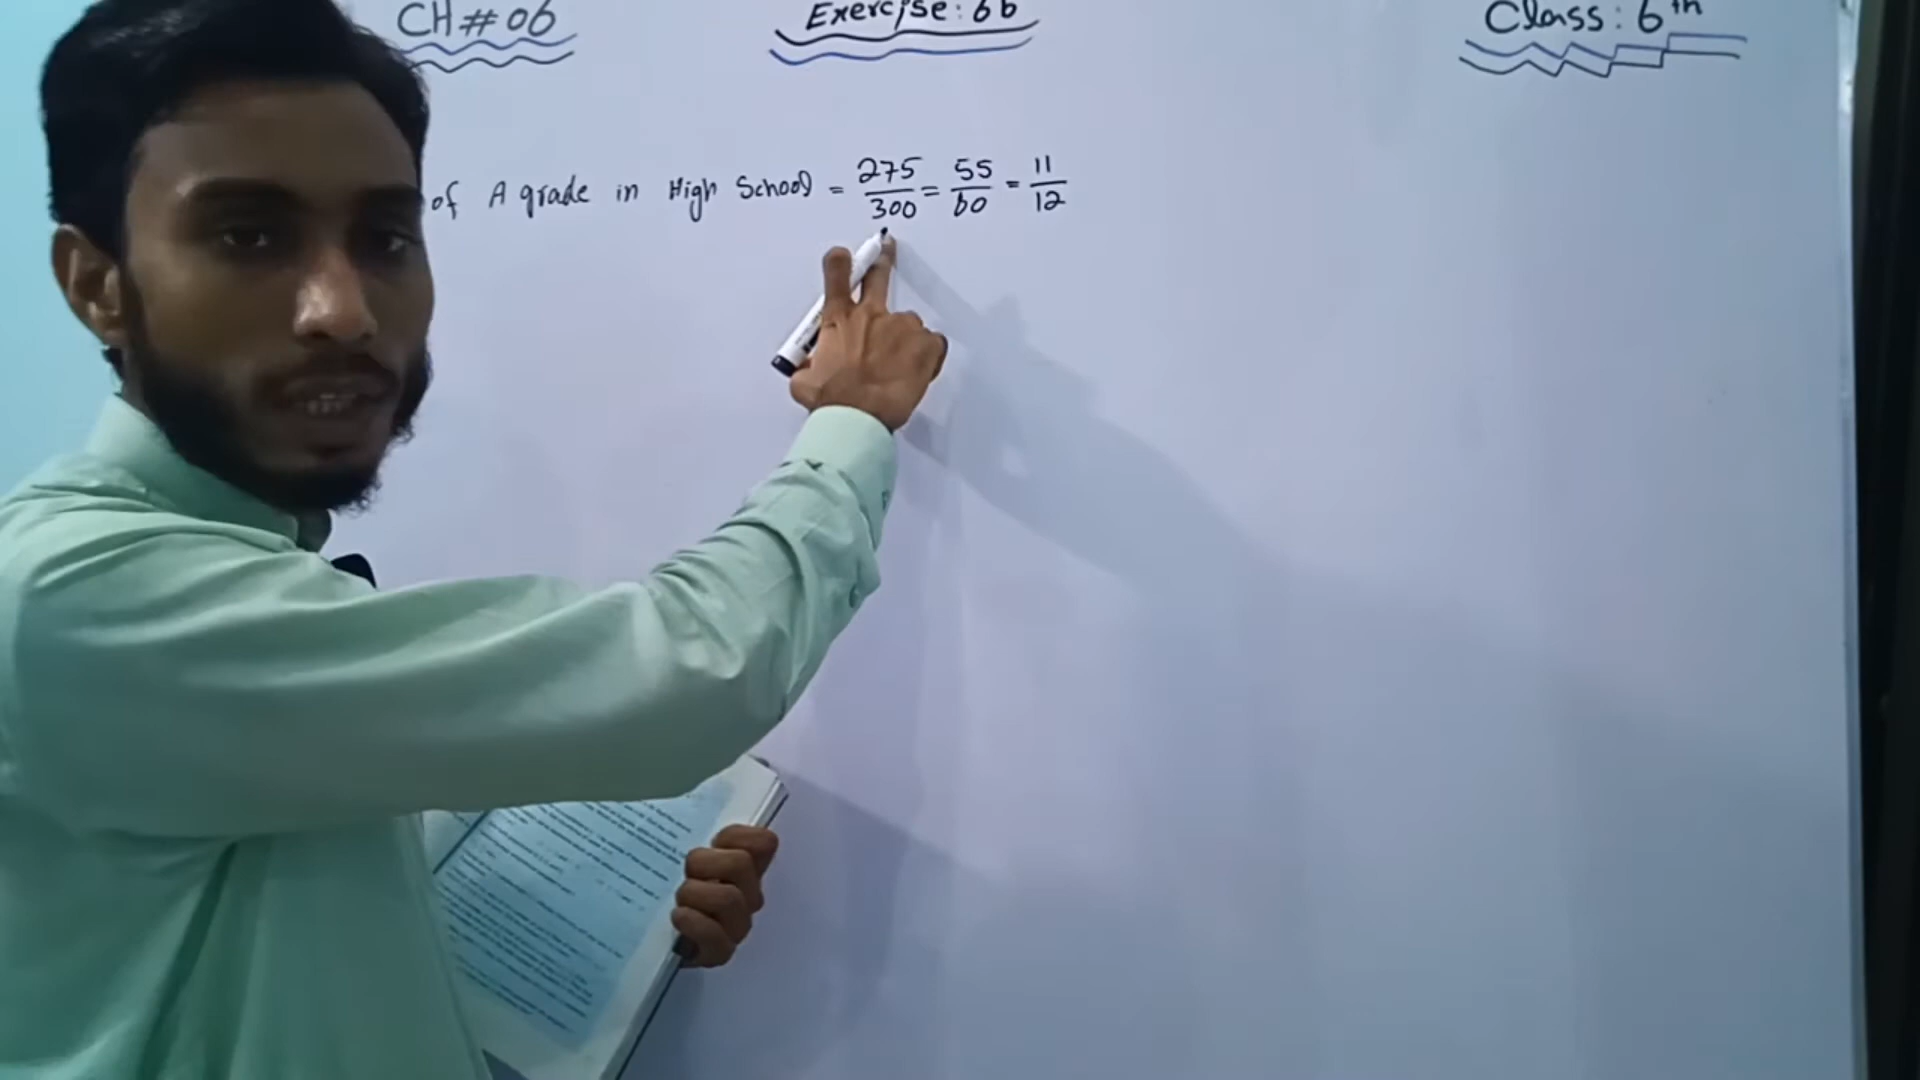 CH # 06
Exercise: 6b
Class: 6th
of A grade in High School = 275/300 = 55/60 = 11/12